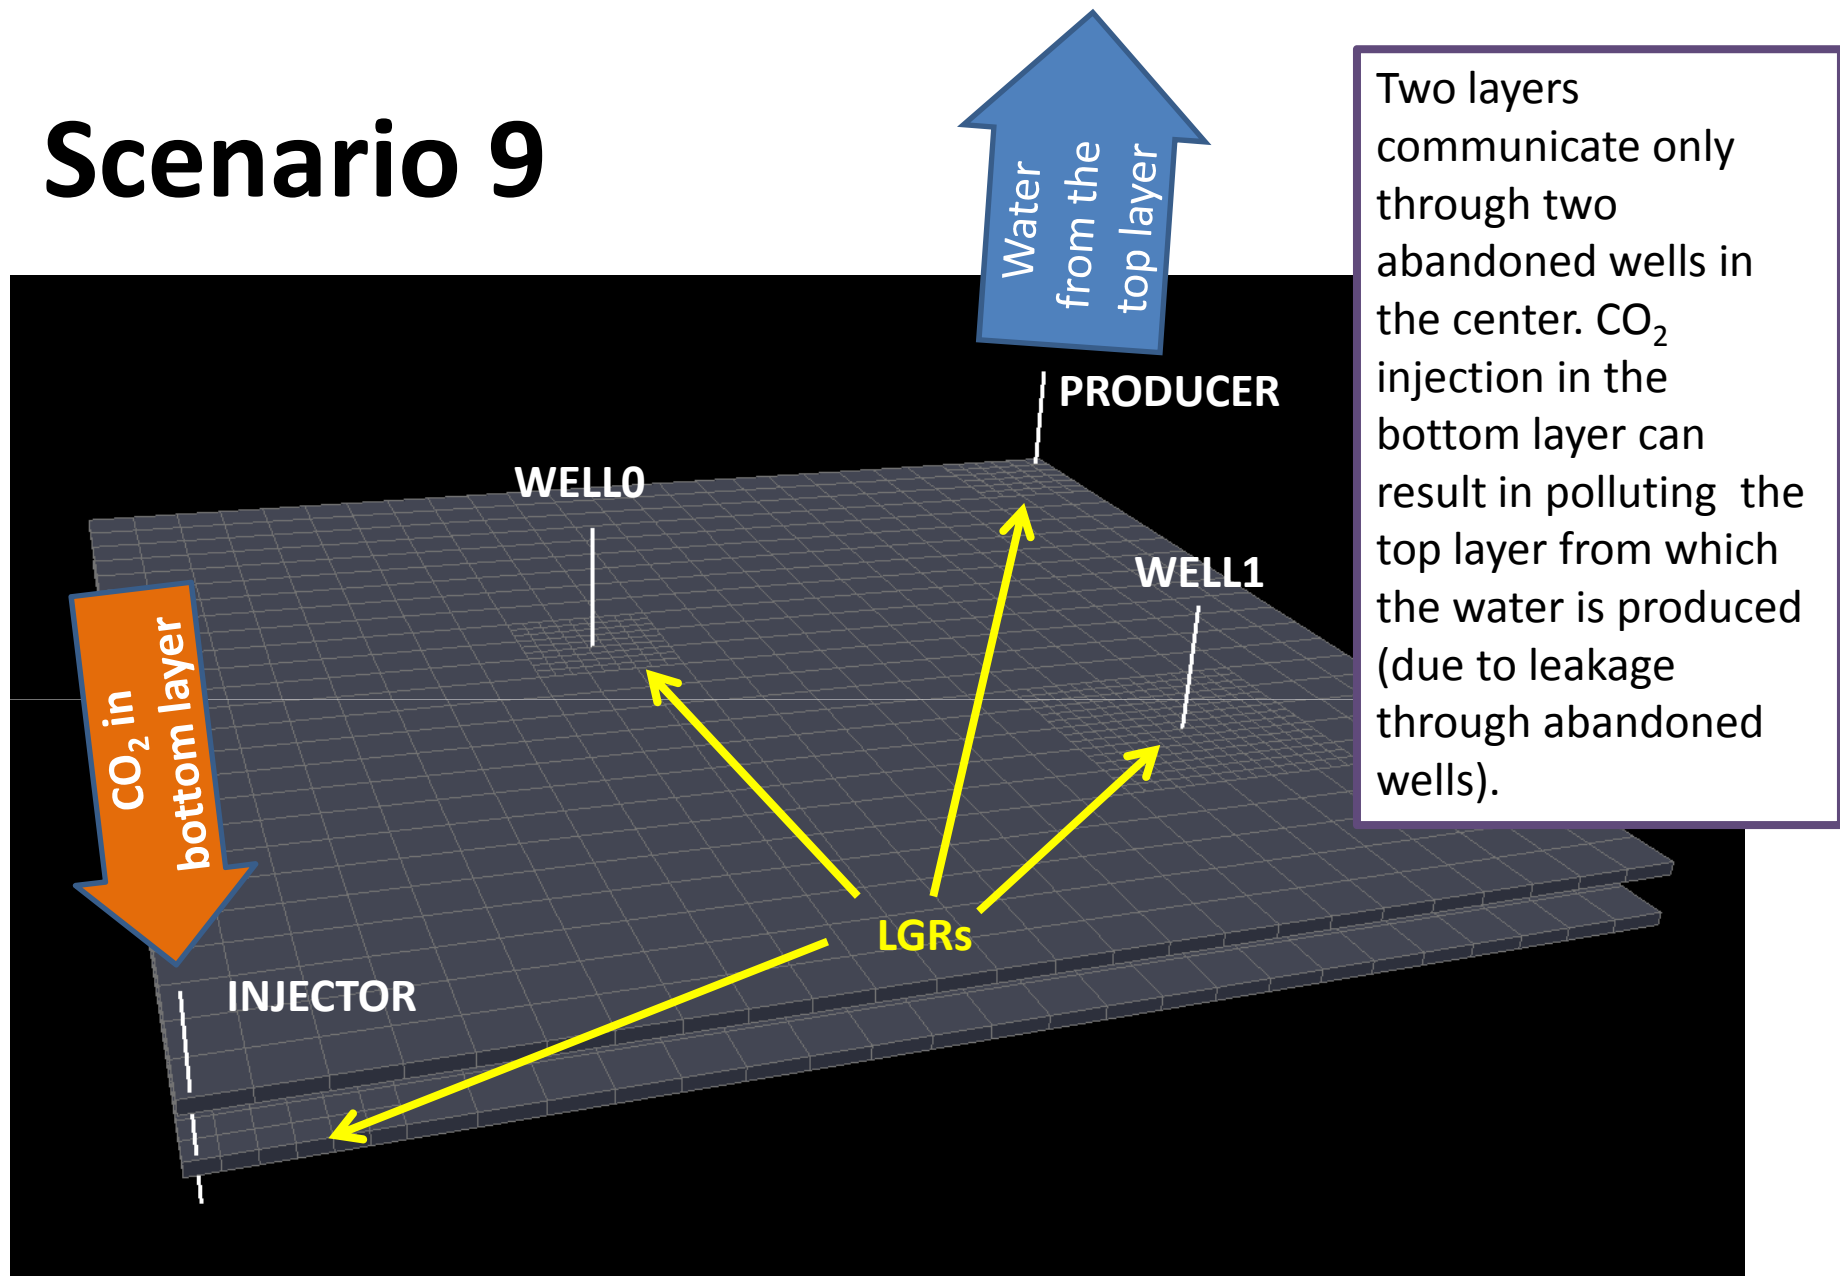 Scenario 9
Water
from the
top layer
Two layers
communicate only
through two
abandoned wells in
the center. CO₂
injection in the
bottom layer can
result in polluting  the
top layer from which
the water is produced
(due to leakage
through abandoned
wells).
PRODUCER
WELL0
WELL1
CO₂ in
bottom layer
LGRs
INJECTOR